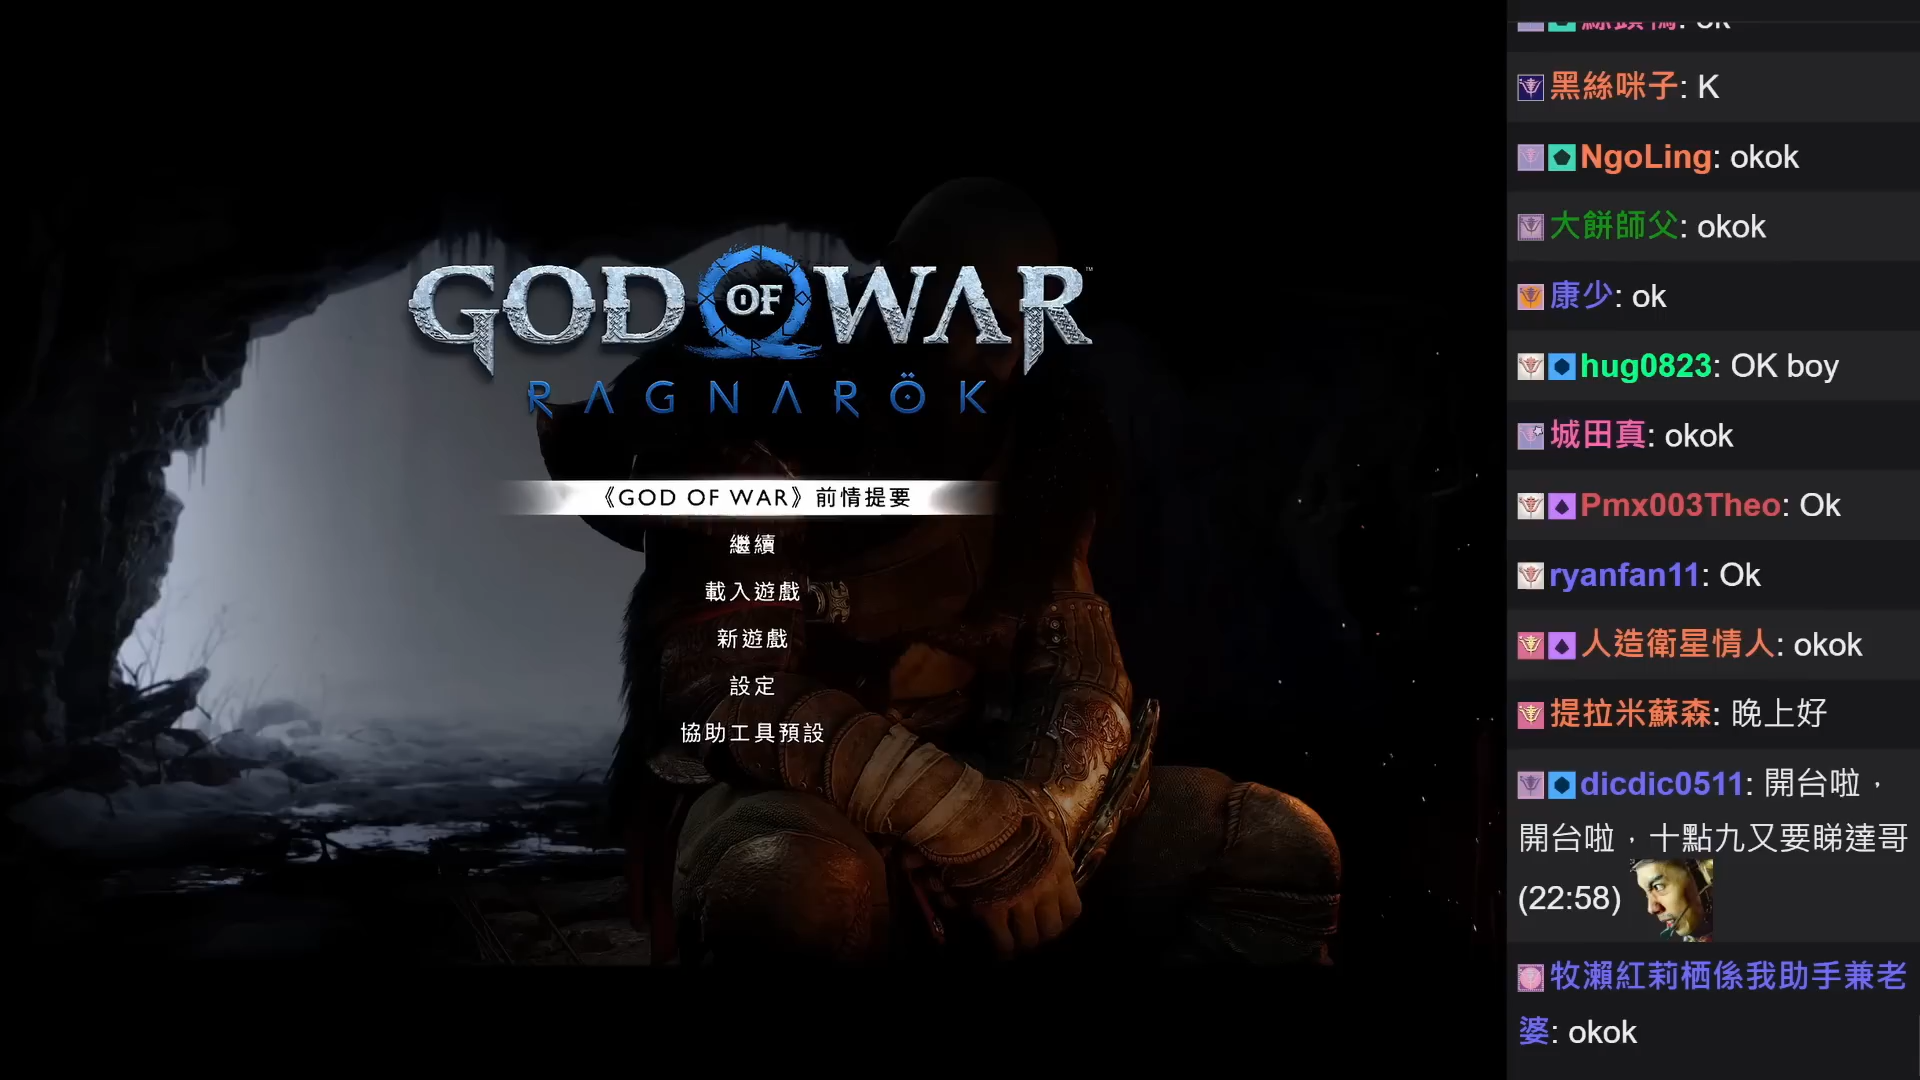 GOD OF WAR™
RAGNARÖK
《GOD OF WAR》前情提要
繼續
載入遊戲
新遊戲
設定
協助工具預設
: ok
黑絲咪子: K
NgoLing: okok
大餅師父: okok
康少: ok
hug0823: OK boy
城田真: okok
Pmx003Theo: Ok
ryanfan11: Ok
人造衛星情人: okok
提拉米蘇森: 晚上好
dicdic0511: 開台啦，
開台啦，十點九又要睇達哥
(22:58)
牧瀨紅莉栖係我助手兼老
婆: okok